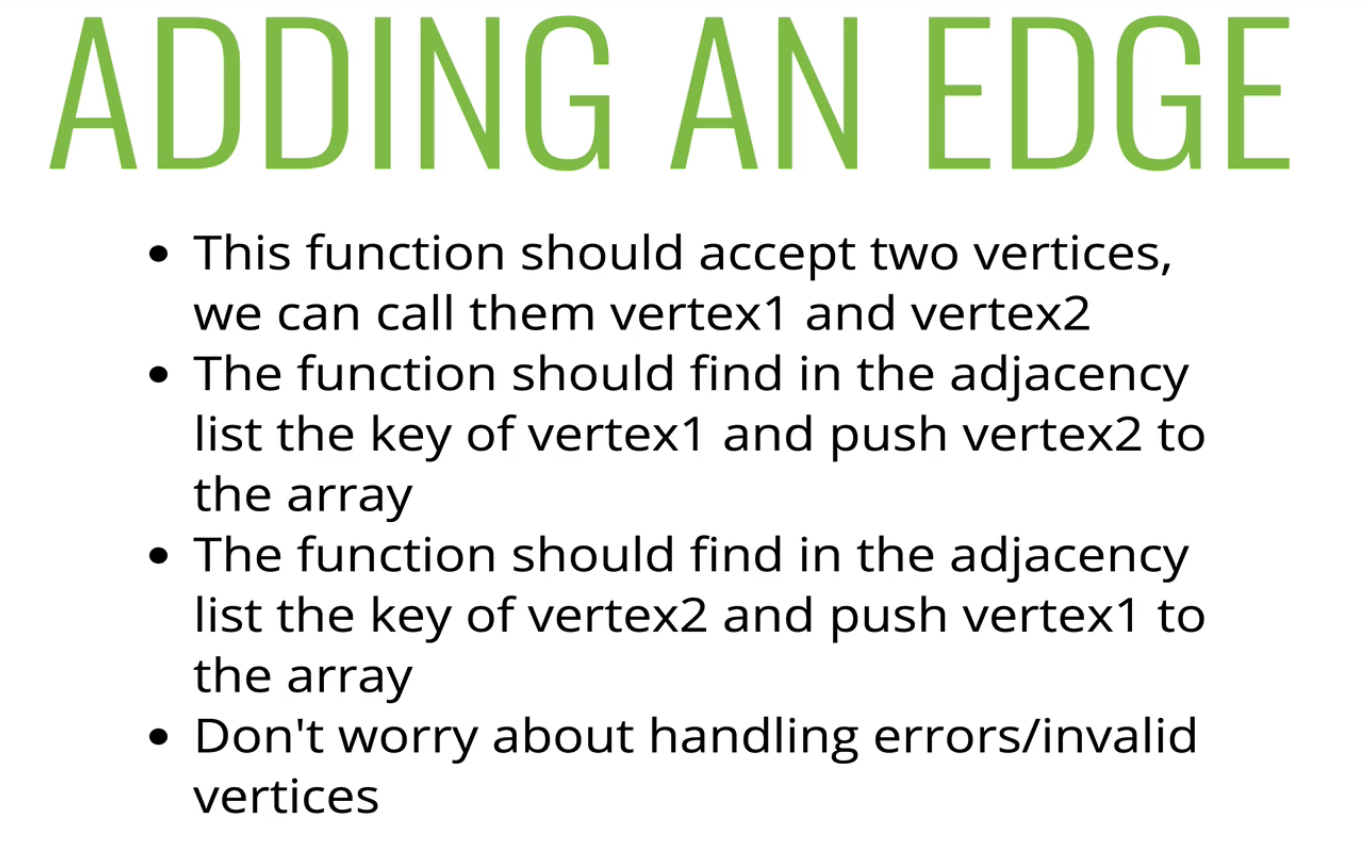 ADDING AN EDGE
• This function should accept two vertices,
we can call them vertex1 and vertex2
• The function should find in the adjacency
list the key of vertex1 and push vertex2 to
the array
• The function should find in the adjacency
list the key of vertex2 and push vertex1 to
the array
• Don't worry about handling errors/invalid
vertices